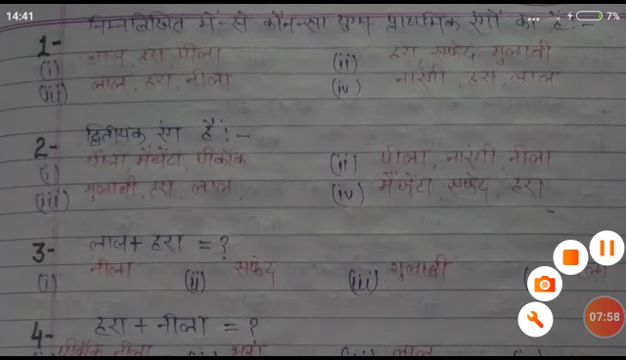 14:41 7%
निम्नलिखित में से कौन-सा युग्म प्राथमिक रंगों का है:-
1-
(i) लाल, हरा, पीला (ii) हरा, सफेद, गुलाबी
(iii) लाल, हरा, नीला (iv) नारंगी, हरा, लाल
2- द्वितीयक रंग हैं:-
(i) पीला, मैंजेंटा, पीकॉक (ii) पीला, नारंगी, नीला
(iii) गुलाबी, हरा, लाल (iv) मैंजेंटा, सफेद, हरा
3- लाल + हरा = ?
(i) नीला (ii) सफेद (iii) गुलाबी
07:58
4- हरा + नीला = ?
पीकॉक नीला लाल